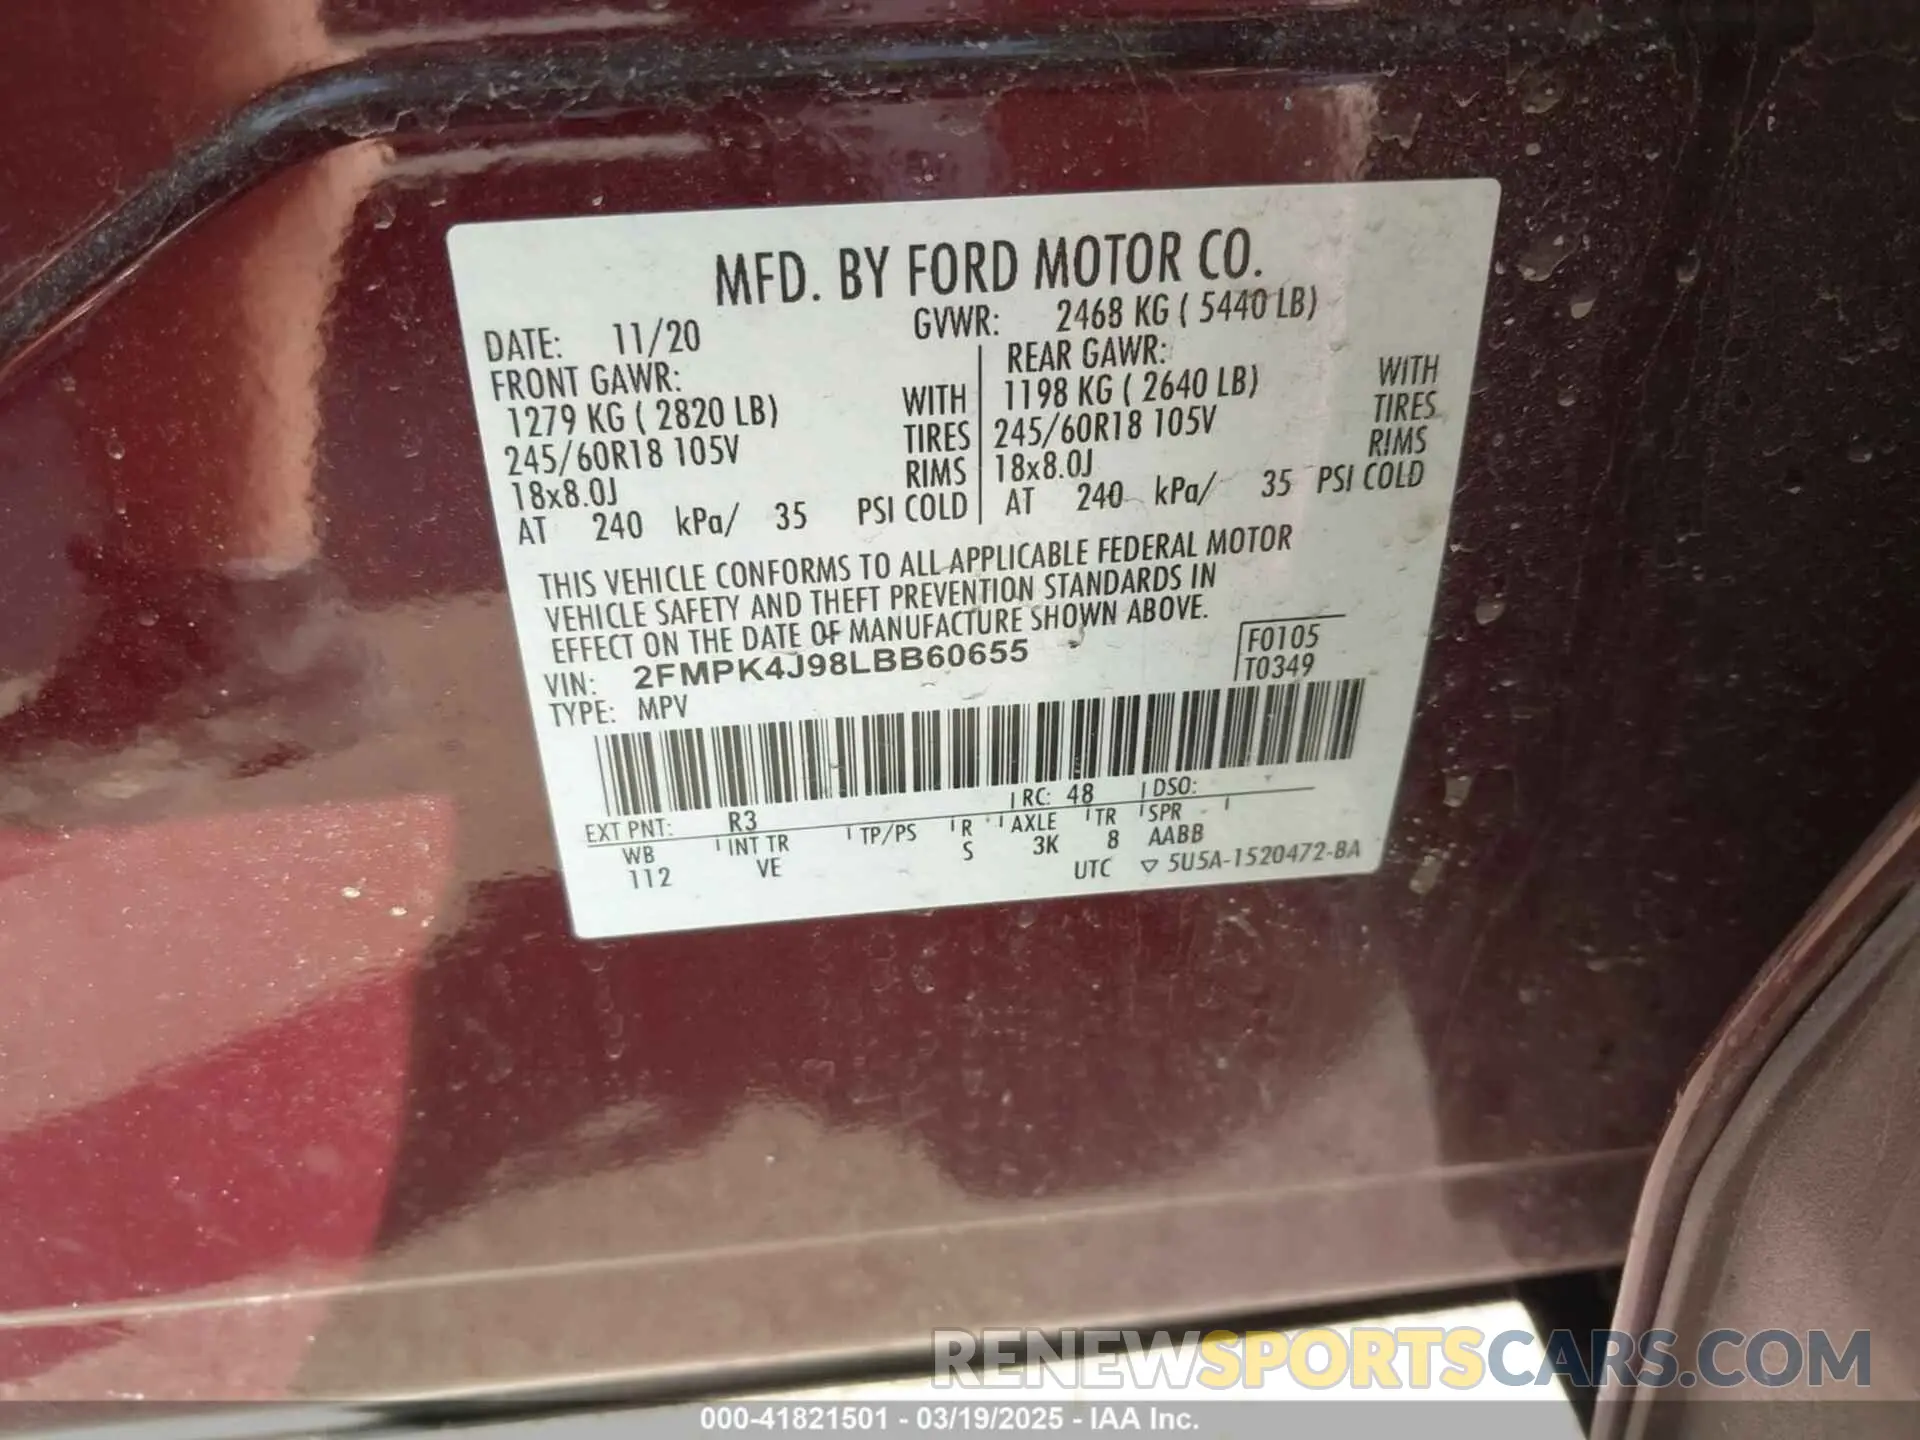 MFD. BY FORD MOTOR CO.
DATE: 11/20 GVWR: 2468 KG ( 5440 LB)
FRONT GAWR: REAR GAWR:
1279 KG ( 2820 LB) WITH 1198 KG ( 2640 LB) WITH
245/60R18 105V TIRES 245/60R18 105V TIRES
18x8.0J RIMS 18x8.0J RIMS
AT 240 kPa/ 35 PSI COLD AT 240 kPa/ 35 PSI COLD
THIS VEHICLE CONFORMS TO ALL APPLICABLE FEDERAL MOTOR
VEHICLE SAFETY AND THEFT PREVENTION STANDARDS IN
EFFECT ON THE DATE OF MANUFACTURE SHOWN ABOVE.
VIN: 2FMPK4J98LBB60655 F0105
TYPE: MPV T0349
EXT PNT: R3 RC: 48 DSO:
WB INT TR TP/PS R AXLE TR SPR
112 VE S 3K 8 AABB
UTC ▽ 5U5A-1520472-BA
RENEWSPORTSCARS.COM
000-41821501 - 03/19/2025 - IAA Inc.